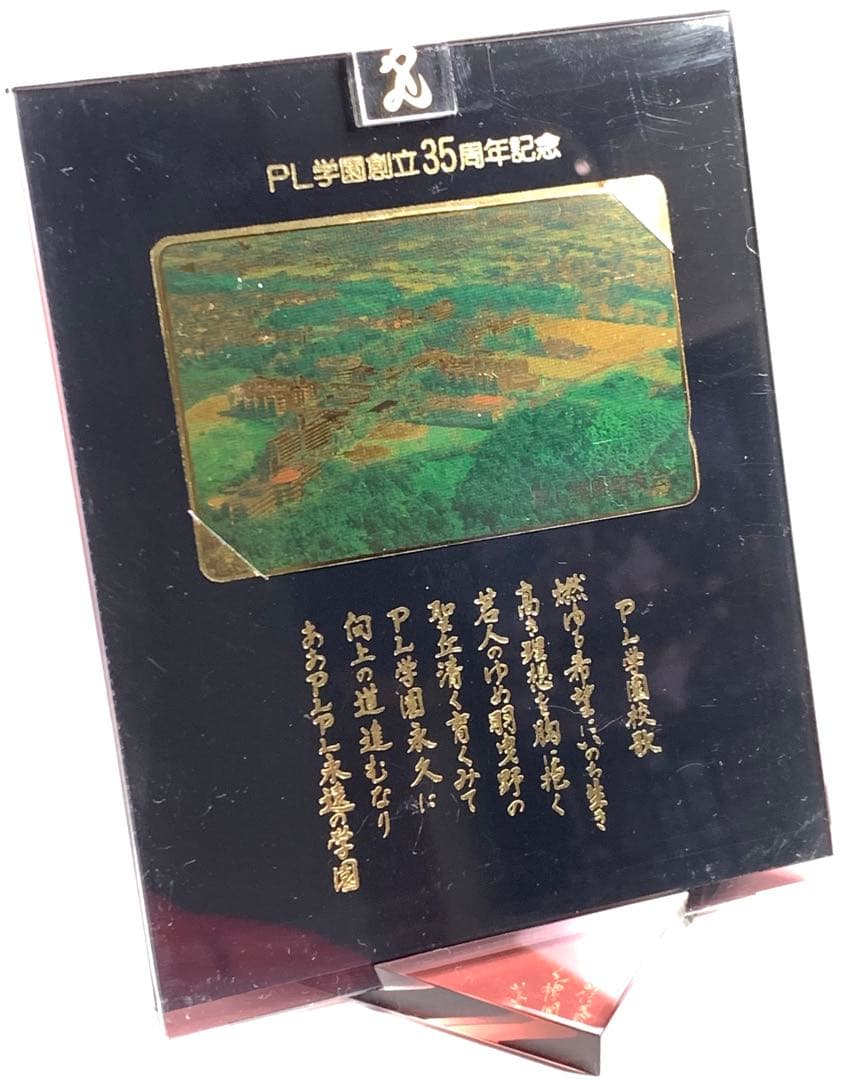 PL学園創立35周年記念
PL学園校歌
燃ゆる希望にいのち生き
高き理想を胸に抱く
若人のゆめ羽曳野の
聖丘清く育くみて
PL学園永久に
向上の道進むなり
ああPLPL永遠の学園